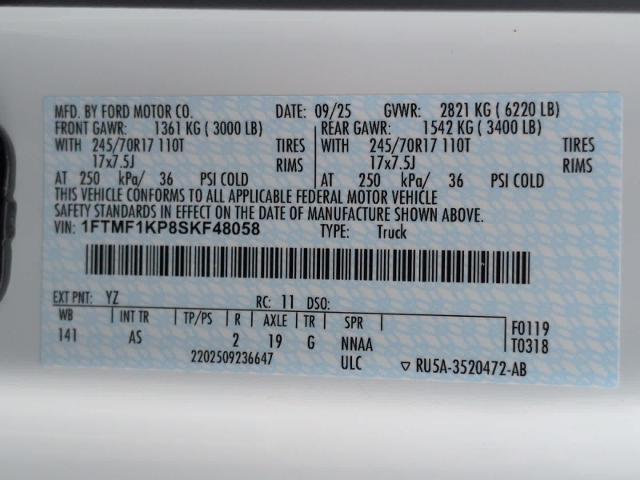 MFD. BY FORD MOTOR CO. DATE: 09/25 GVWR: 2821 KG ( 6220 LB)
FRONT GAWR: 1361 KG ( 3000 LB) REAR GAWR: 1542 KG ( 3400 LB)
WITH 245/70R17 110T TIRES WITH 245/70R17 110T TIRES
17x7.5J RIMS 17x7.5J RIMS
AT 250 kPa/ 36 PSI COLD AT 250 kPa/ 36 PSI COLD
THIS VEHICLE CONFORMS TO ALL APPLICABLE FEDERAL MOTOR VEHICLE
SAFETY STANDARDS IN EFFECT ON THE DATE OF MANUFACTURE SHOWN ABOVE.
VIN: 1FTMF1KP8SKF48058 TYPE: Truck
EXT PNT: YZ RC: 11 DSO:
WB INT TR TP/PS R AXLE TR SPR F0119
141 AS 2 19 G NNAA T0318
2202509236647 ULC RU5A-3520472-AB